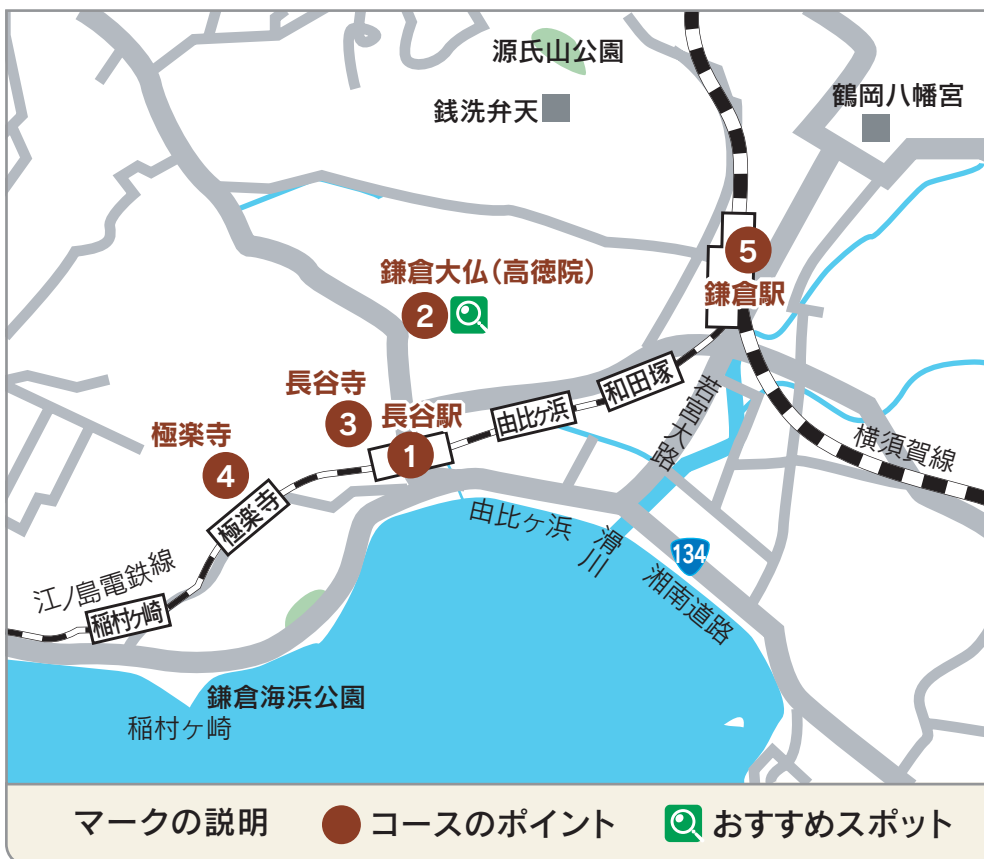 源氏山公園
銭洗弁天
鶴岡八幡宮
5
鎌倉駅
鎌倉大仏(高徳院)
2
長谷寺
3
長谷駅
1
極楽寺
4
極楽寺
由比ヶ浜
和田塚
若宮大路
横須賀線
由比ヶ浜
滑川
134
湘南道路
江ノ島電鉄線
稲村ヶ崎
鎌倉海浜公園
稲村ヶ崎
マークの説明
コースのポイント
おすすめスポット